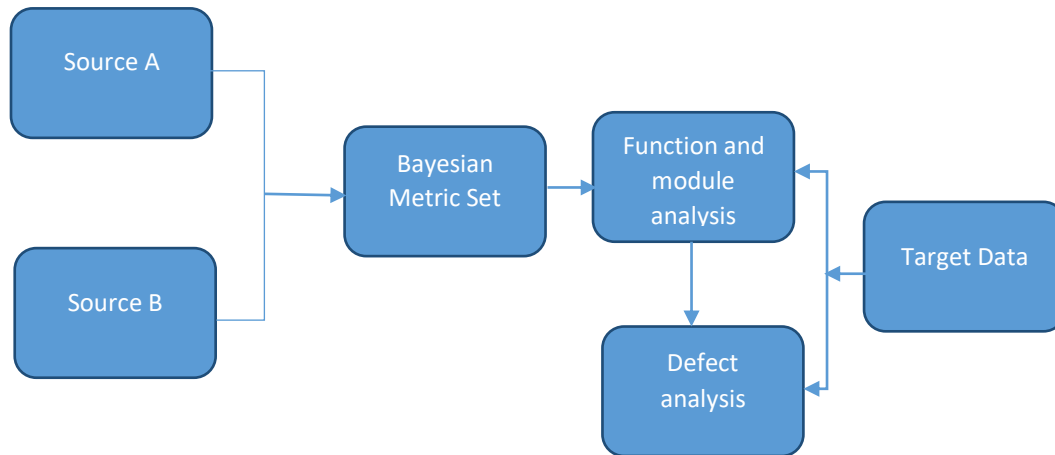 Source A
Source B
Bayesian
Metric Set
Function and
module
analysis
Target Data
Defect
analysis